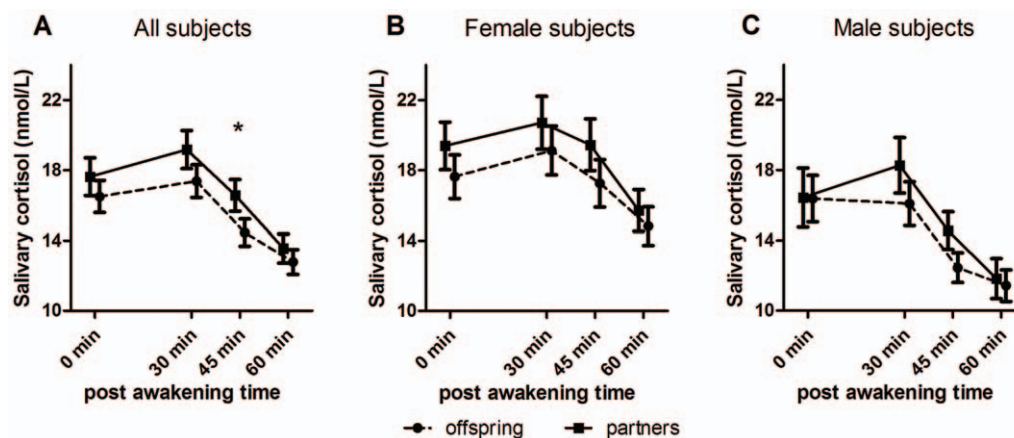 A All subjects
Salivary cortisol (nmol/L)
22
18
14
10
*
0 min
30 min
45 min
60 min
post awakening time
B Female subjects
Salivary cortisol (nmol/L)
22
18
14
10
0 min
30 min
45 min
60 min
post awakening time
C Male subjects
Salivary cortisol (nmol/L)
22
18
14
10
0 min
30 min
45 min
60 min
post awakening time
offspring partners